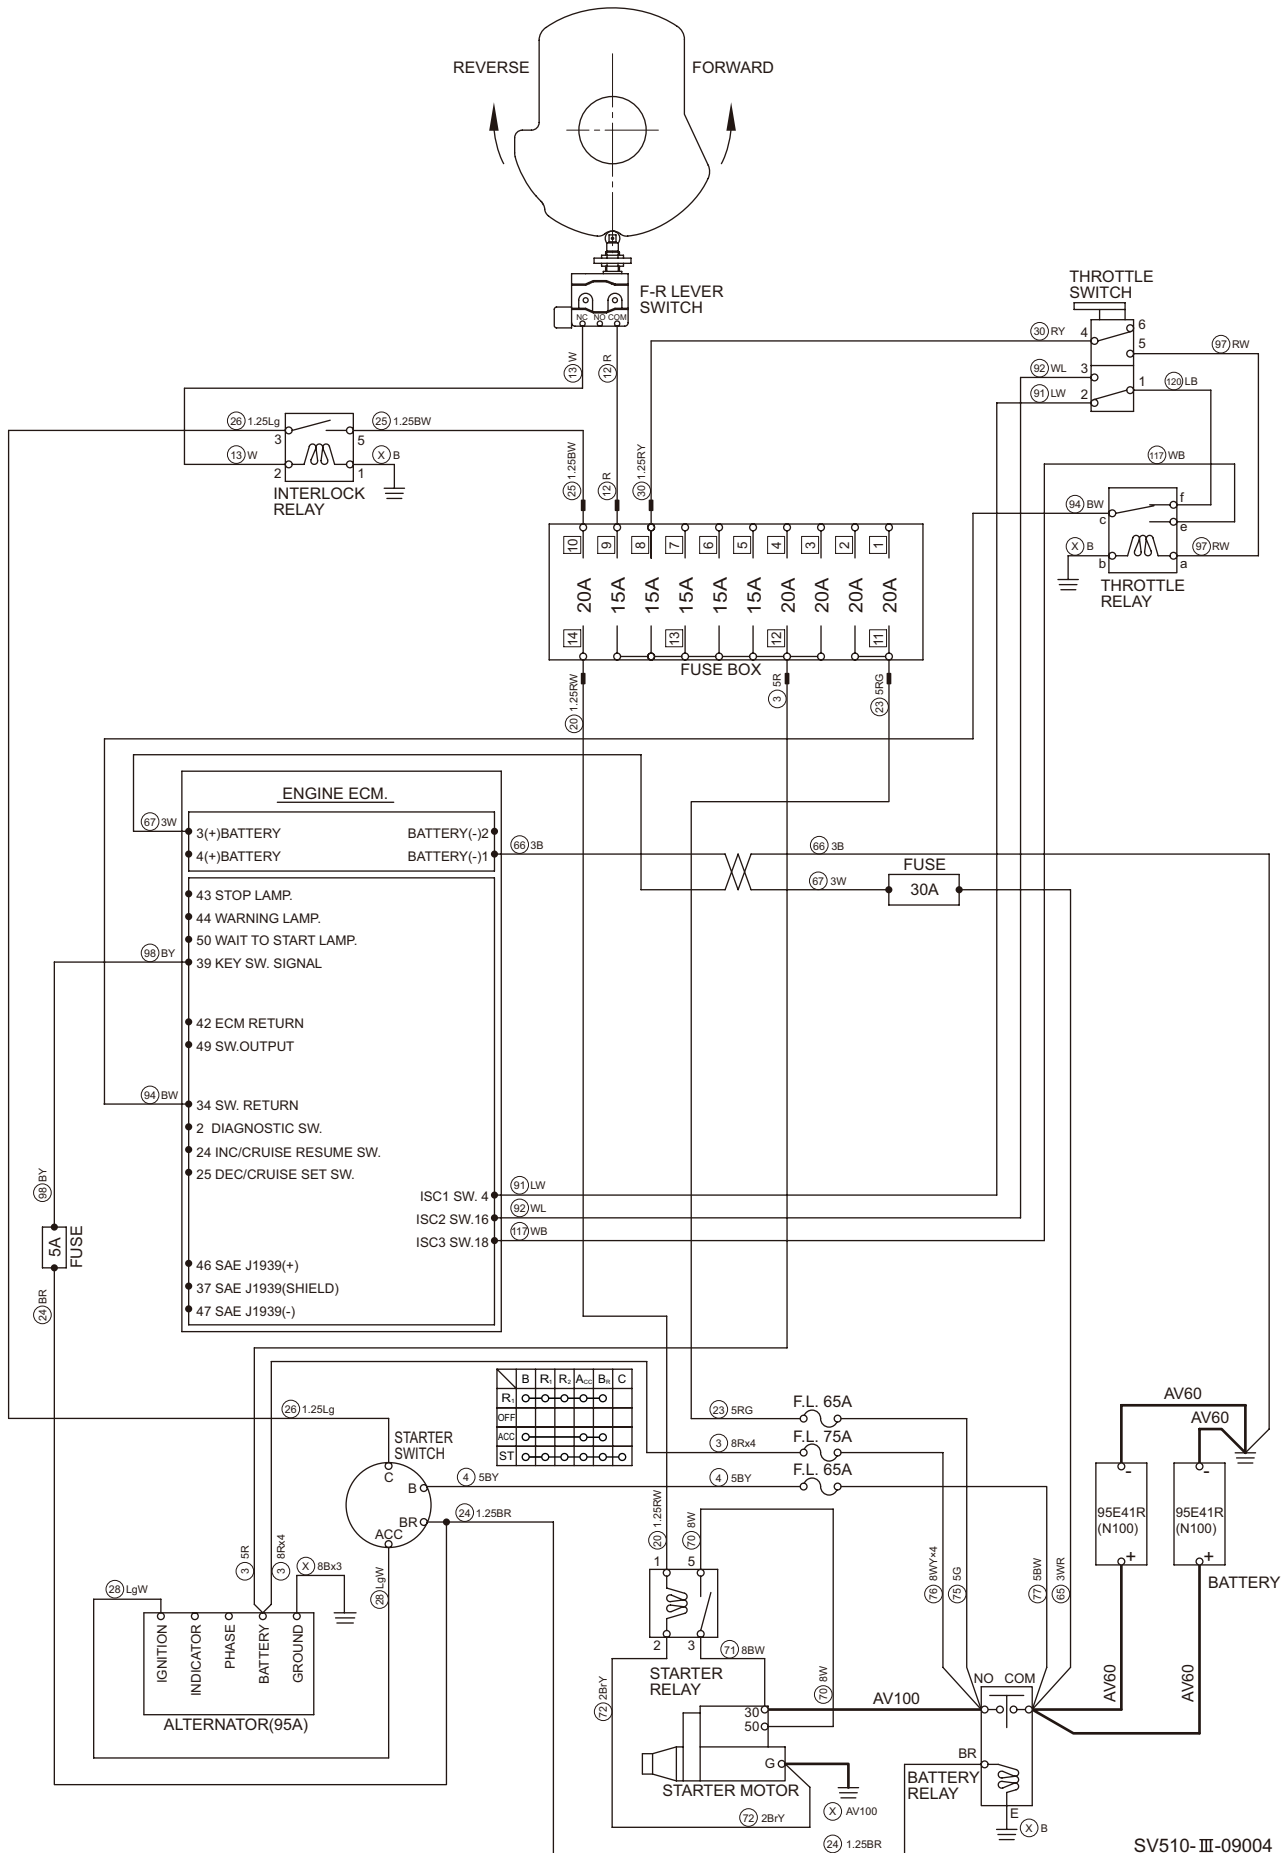 REVERSE
FORWARD
F-R LEVER
SWITCH
NC NO COM
THROTTLE
SWITCH
30 RY
4
6
5
97 RW
92 WL
3
91 LW
2
1
120 LB
13 W
12 R
26 1.25Lg
3
5
25 1.25BW
13 W
2
1
X B
INTERLOCK
RELAY
25 1.25BW
12 R
30 1.25RY
117 WB
94 BW
c
f
e
X B
b
a
97 RW
THROTTLE
RELAY
10 9 8 7 6 5 4 3 2 1
20A 15A 15A 15A 15A 15A 20A 20A 20A 20A
14 13 12 11
FUSE BOX
20 1.25RW
3 5R
23 5RG
ENGINE ECM.
67 3W
3(+)BATTERY
BATTERY(-)2
4(+)BATTERY
BATTERY(-)1
66 3B
66 3B
67 3W
FUSE
30A
43 STOP LAMP.
44 WARNING LAMP.
50 WAIT TO START LAMP.
98 BY
39 KEY SW. SIGNAL
42 ECM RETURN
49 SW.OUTPUT
94 BW
34 SW. RETURN
2 DIAGNOSTIC SW.
24 INC/CRUISE RESUME SW.
25 DEC/CRUISE SET SW.
ISC1 SW. 4
91 LW
ISC2 SW.16
92 WL
ISC3 SW.18
117 WB
98 BY
5A
FUSE
24 BR
46 SAE J1939(+)
37 SAE J1939(SHIELD)
47 SAE J1939(-)
B R1 R2 ACC BR C
R1
OFF
ACC
ST
26 1.25Lg
STARTER
SWITCH
C
B
BR
ACC
4 5BY
24 1.25BR
23 5RG
F.L. 65A
3 8Rx4
F.L. 75A
4 5BY
F.L. 65A
AV60
AV60
-
-
95E41R
(N100)
95E41R
(N100)
+
+
BATTERY
20 1.25RW
70 8W
3 5R
3 8Rx4
X 8Bx3
28 LgW
28 LgW
1
5
2
3
71 8BW
STARTER
RELAY
76 8WY×4
75 5G
77 5BW
65 3WR
IGNITION
INDICATOR
PHASE
BATTERY
GROUND
ALTERNATOR(95A)
72 2BrY
70 8W
30
50
G
STARTER MOTOR
AV100
NO COM
AV60
AV60
BR
BATTERY
RELAY
E
X B
72 2BrY
X AV100
24 1.25BR
SV510-Ⅲ-09004